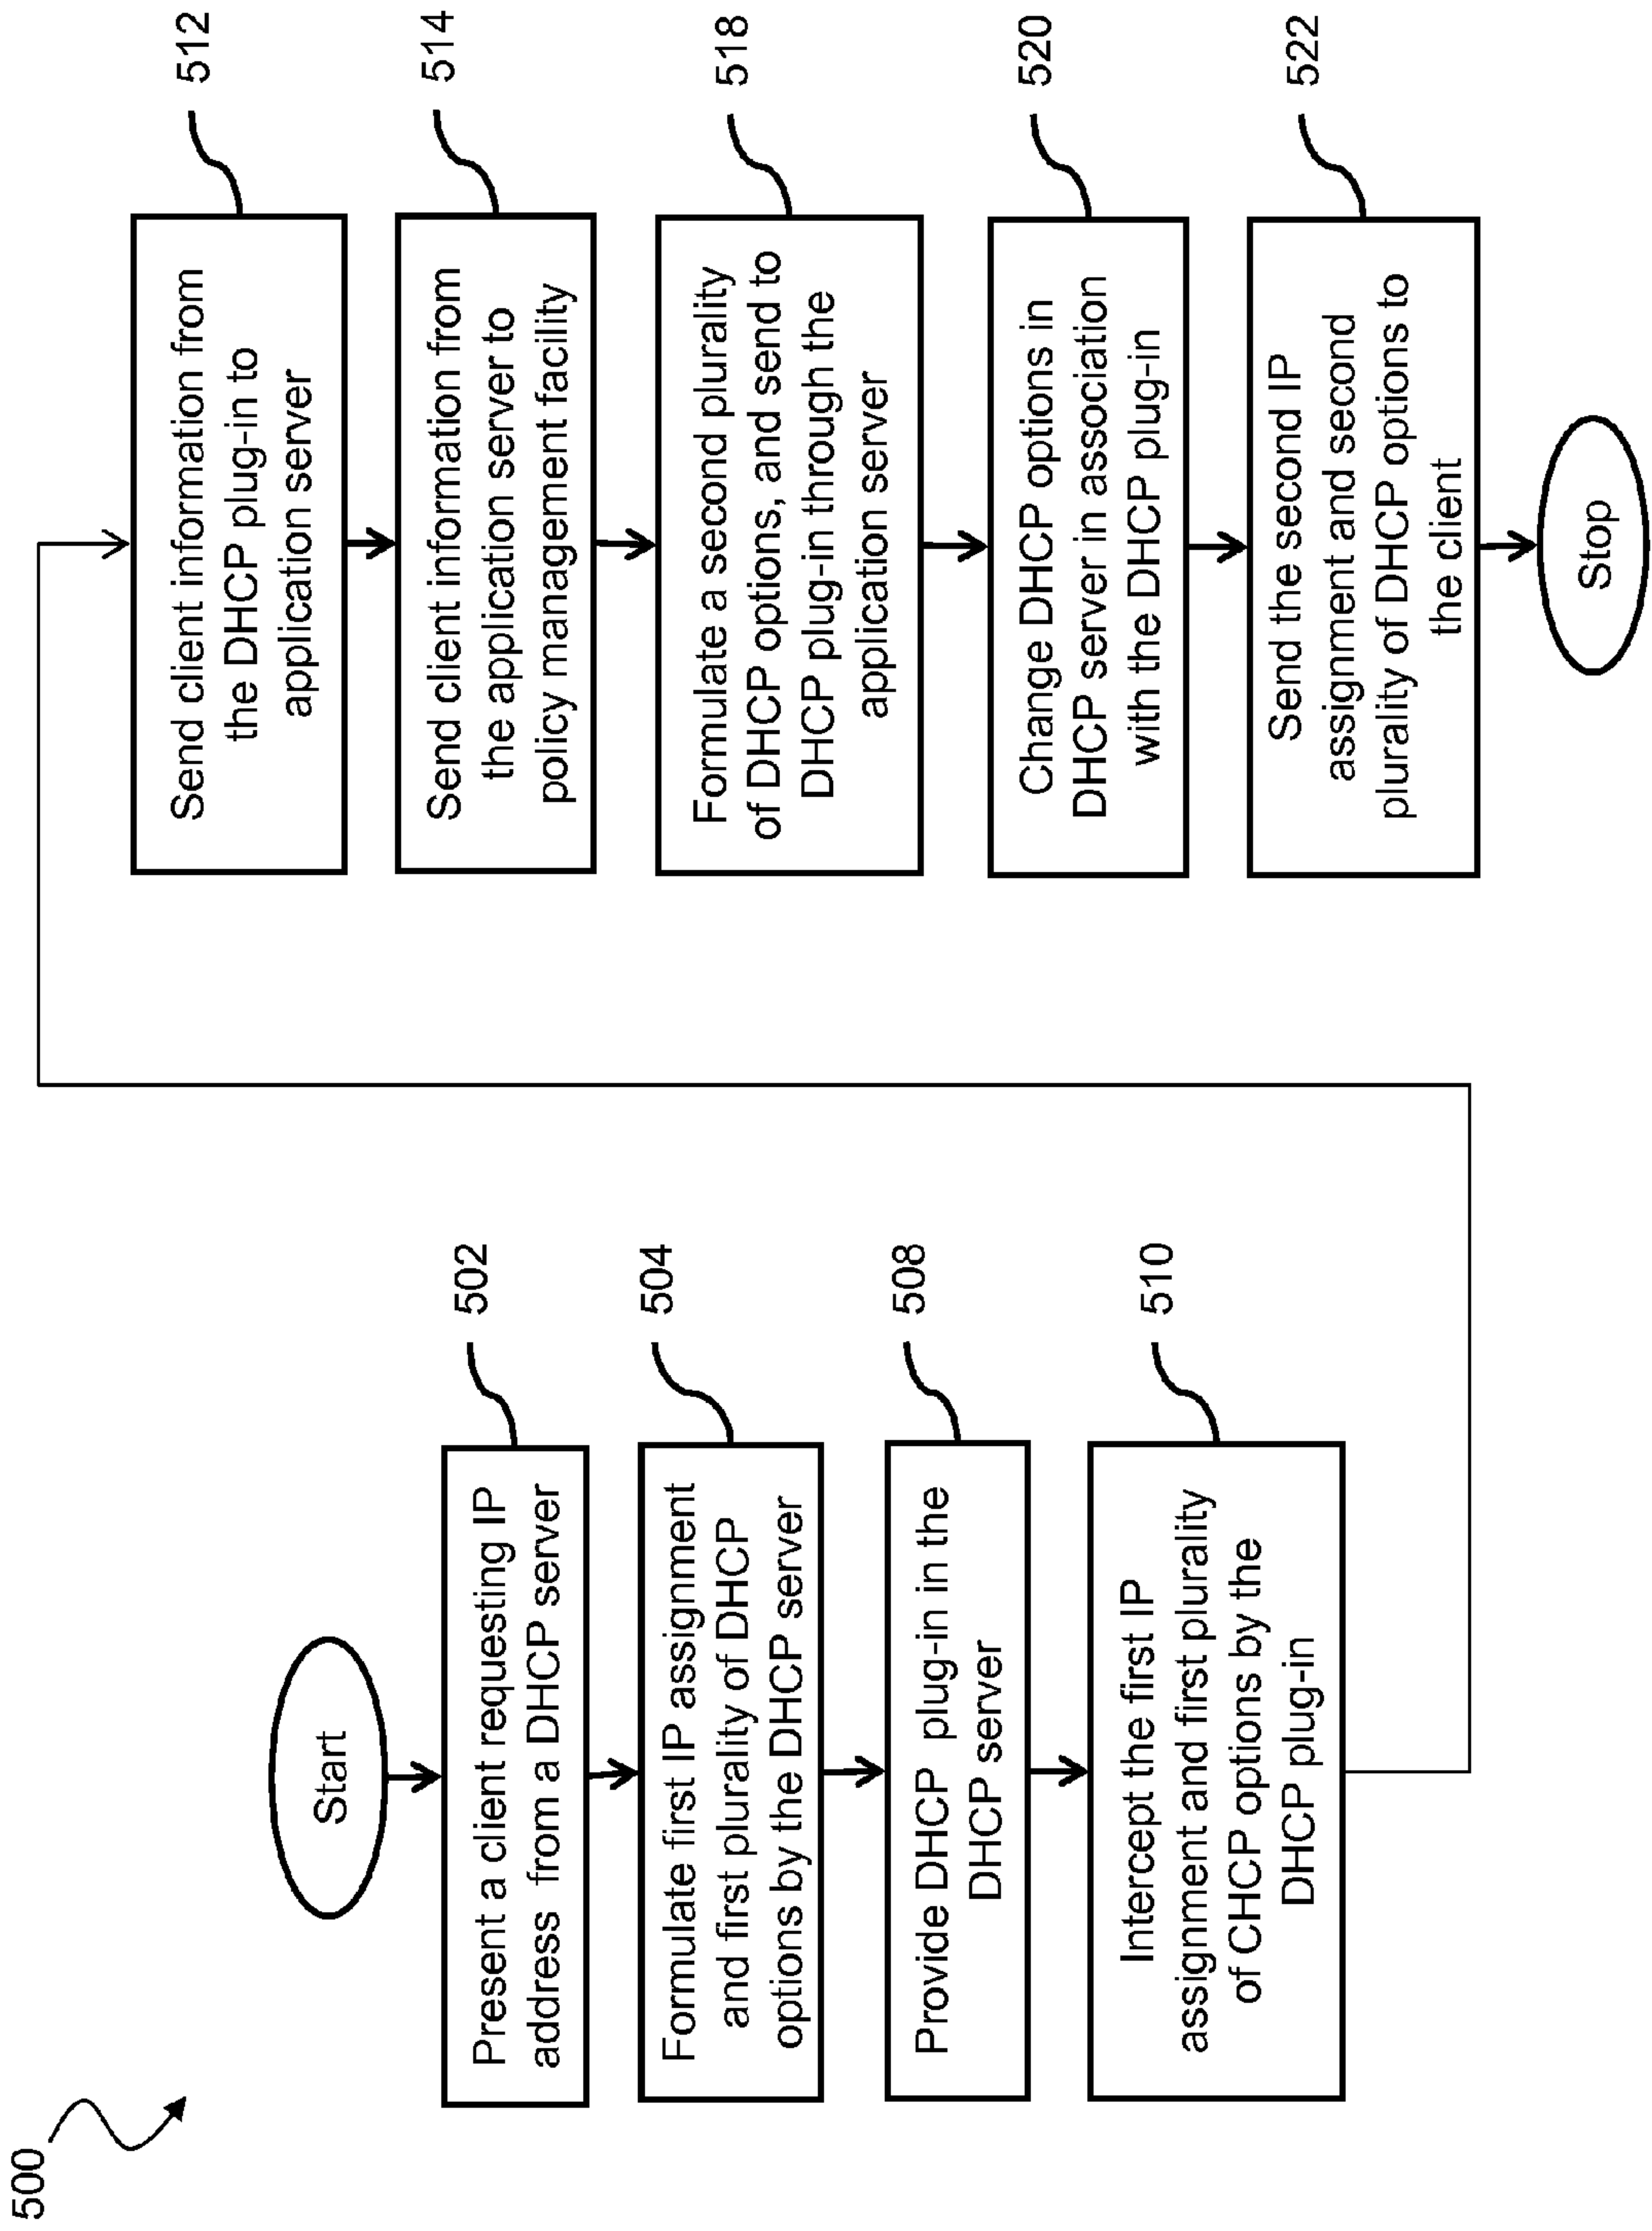 500
Start
Present a client requesting IP
address from a DHCP server
502
Formulate first IP assignment
and first plurality of DHCP
options by the DHCP server
504
Provide DHCP plug-in in the
DHCP server
508
Intercept the first IP
assignment and first plurality
of CHCP options by the
DHCP plug-in
510
Send client information from
the DHCP plug-in to
application server
512
Send client information from
the application server to
policy management facility
514
Formulate a second plurality
of DHCP options, and send to
DHCP plug-in through the
application server
518
Change DHCP options in
DHCP server in association
with the DHCP plug-in
520
Send the second IP
assignment and second
plurality of DHCP options to
the client
522
Stop